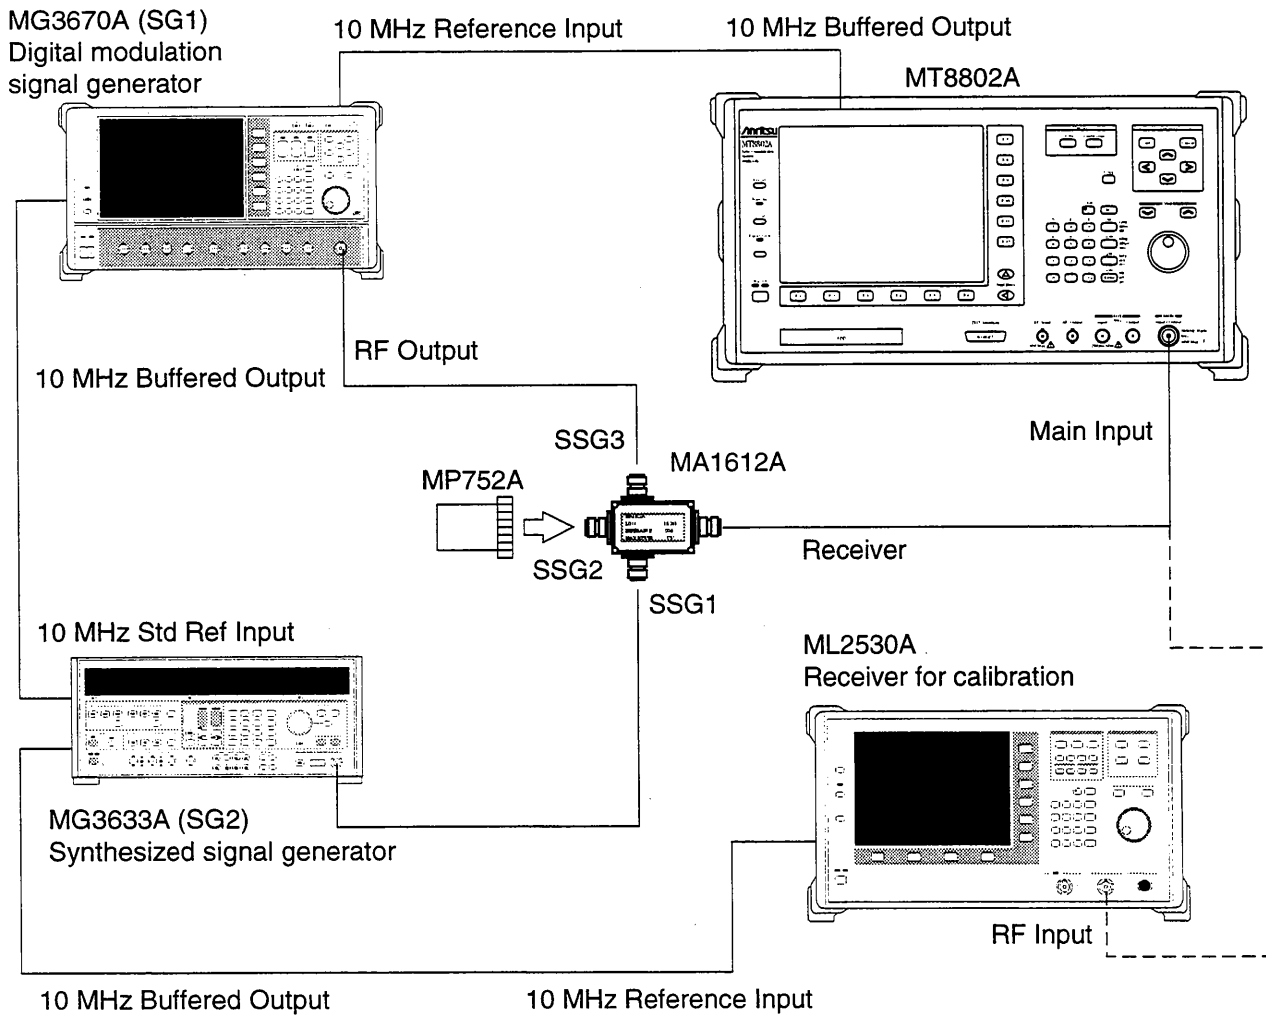 MG3670A (SG1)
Digital modulation
signal generator
10 MHz Reference Input
10 MHz Buffered Output
MT8802A
Anritsu
MT8802A
RF Output
10 MHz Buffered Output
Main Input
SSG3
MA1612A
MP752A
Receiver
SSG2
SSG1
10 MHz Std Ref Input
ML2530A
Receiver for calibration
MG3633A (SG2)
Synthesized signal generator
RF Input
10 MHz Buffered Output
10 MHz Reference Input